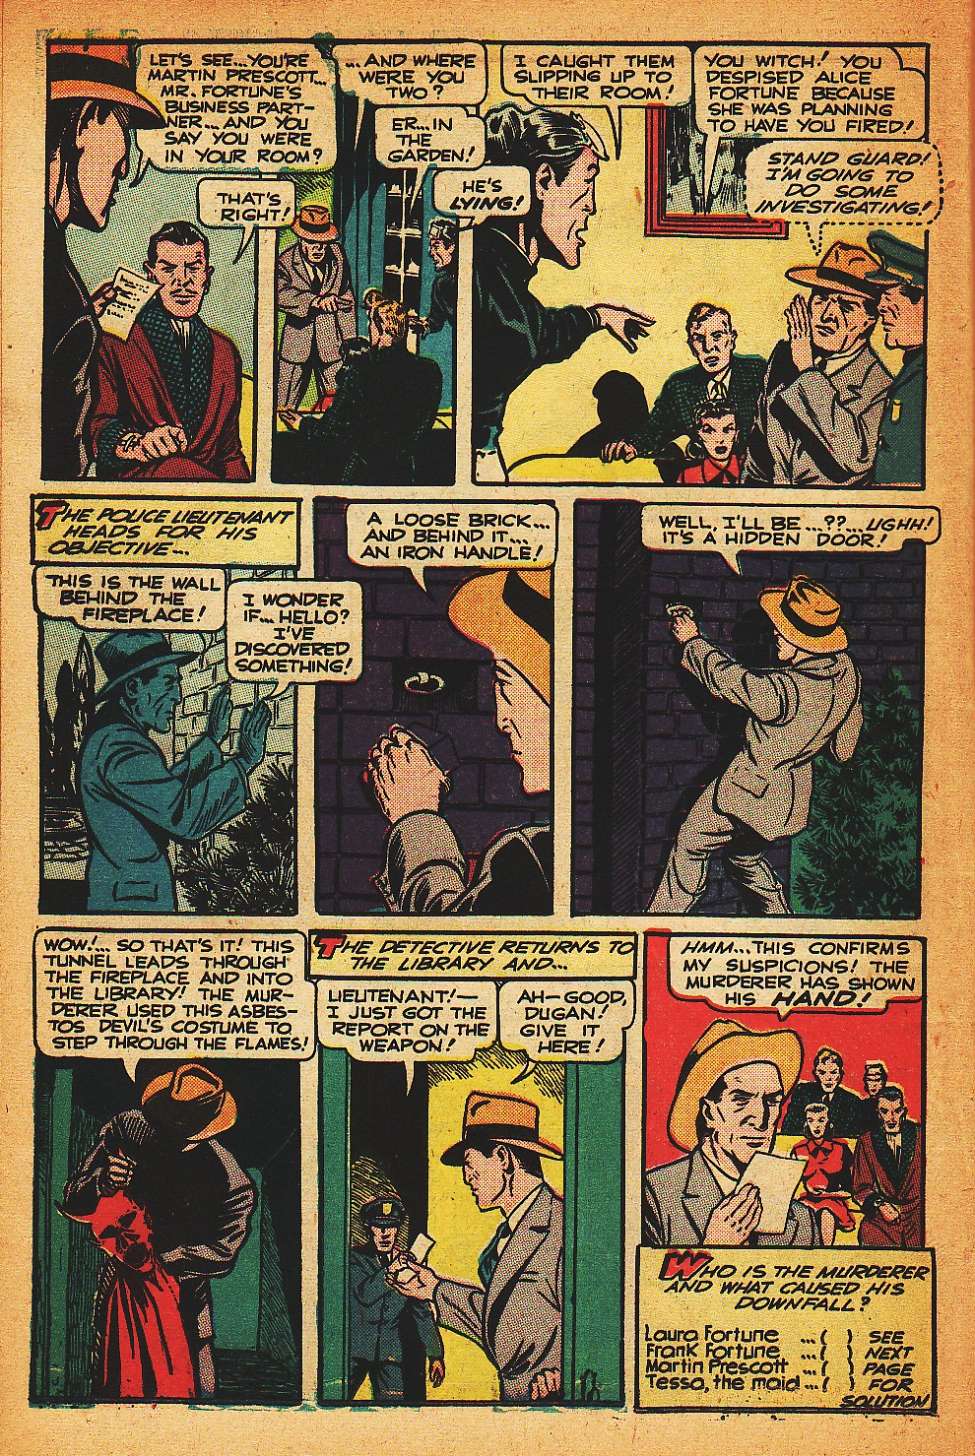 LET'S SEE...YOU'RE
MARTIN PRESCOTT...
MR. FORTUNE'S
BUSINESS PART-
NER...AND YOU
SAY YOU WERE
IN YOUR ROOM?
THAT'S
RIGHT!
...AND WHERE
WERE YOU
TWO?
ER...IN
THE
GARDEN!
HE'S
LYING!
I CAUGHT THEM
SLIPPING UP TO
THEIR ROOM!
YOU WITCH! YOU
DESPISED ALICE
FORTUNE BECAUSE
SHE WAS PLANNING
TO HAVE YOU FIRED!
STAND GUARD!
I'M GOING TO
DO SOME
INVESTIGATING!
THE POLICE LIEUTENANT
HEADS FOR HIS
OBJECTIVE...
THIS IS THE WALL
BEHIND THE
FIREPLACE!
I WONDER
IF...HELLO?
I'VE
DISCOVERED
SOMETHING!
A LOOSE BRICK...
AND BEHIND IT...
AN IRON HANDLE!
WELL, I'LL BE...??...UGHH!
IT'S A HIDDEN DOOR!
WOW!... SO THAT'S IT! THIS
TUNNEL LEADS THROUGH
THE FIREPLACE AND INTO
THE LIBRARY! THE MUR-
DERER USED THIS ASBES-
TOS DEVIL'S COSTUME TO
STEP THROUGH THE FLAMES!
THE DETECTIVE RETURNS TO
THE LIBRARY AND...
LIEUTENANT!—
I JUST GOT THE
REPORT ON THE
WEAPON!
AH—GOOD,
DUGAN!
GIVE IT
HERE!
HMM...THIS CONFIRMS
MY SUSPICIONS! THE
MURDERER HAS SHOWN
HIS HAND!
WHO IS THE MURDERER
AND WHAT CAUSED HIS
DOWNFALL?
Laura Fortune ...( ) SEE
Frank Fortune ...( ) NEXT
Martin Prescott ...( ) PAGE
Tessa, the maid ...( ) FOR
SOLUTION